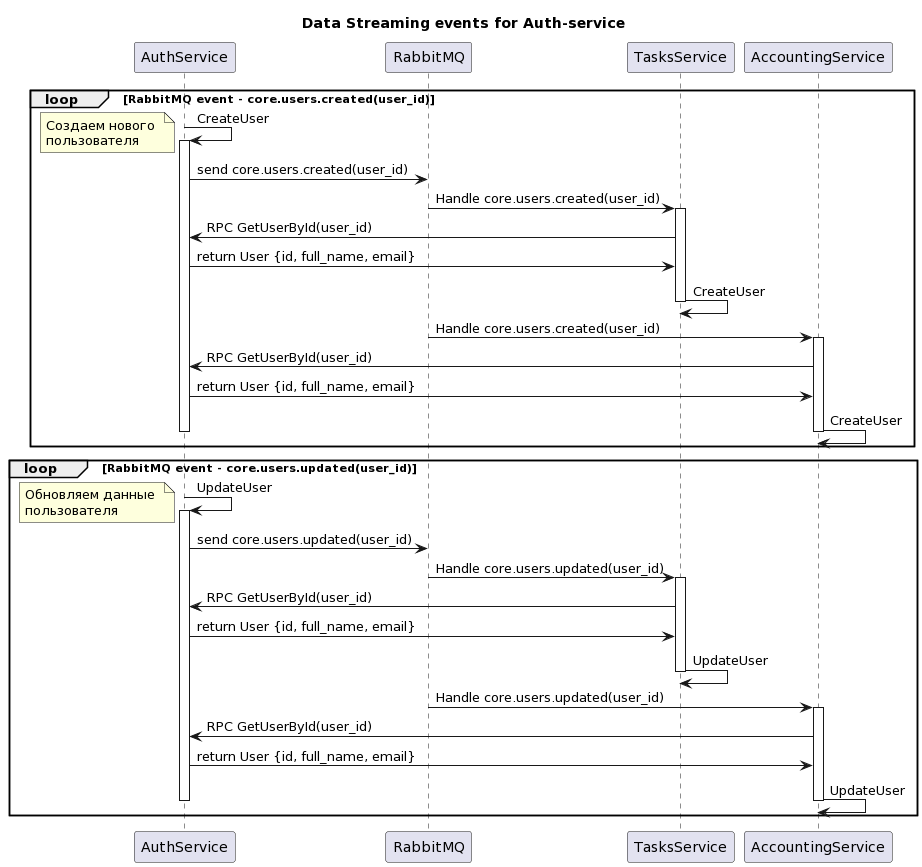 Data Streaming events for Auth-service
AuthService RabbitMQ TasksService AccountingService
loop [RabbitMQ event - core.users.created(user_id)]
Создаем нового
пользователя
CreateUser
send core.users.created(user_id)
Handle core.users.created(user_id)
RPC GetUserById(user_id)
return User {id, full_name, email}
CreateUser
Handle core.users.created(user_id)
RPC GetUserById(user_id)
return User {id, full_name, email}
CreateUser
loop [RabbitMQ event - core.users.updated(user_id)]
Обновляем данные
пользователя
UpdateUser
send core.users.updated(user_id)
Handle core.users.updated(user_id)
RPC GetUserById(user_id)
return User {id, full_name, email}
UpdateUser
Handle core.users.updated(user_id)
RPC GetUserById(user_id)
return User {id, full_name, email}
UpdateUser
AuthService RabbitMQ TasksService AccountingService